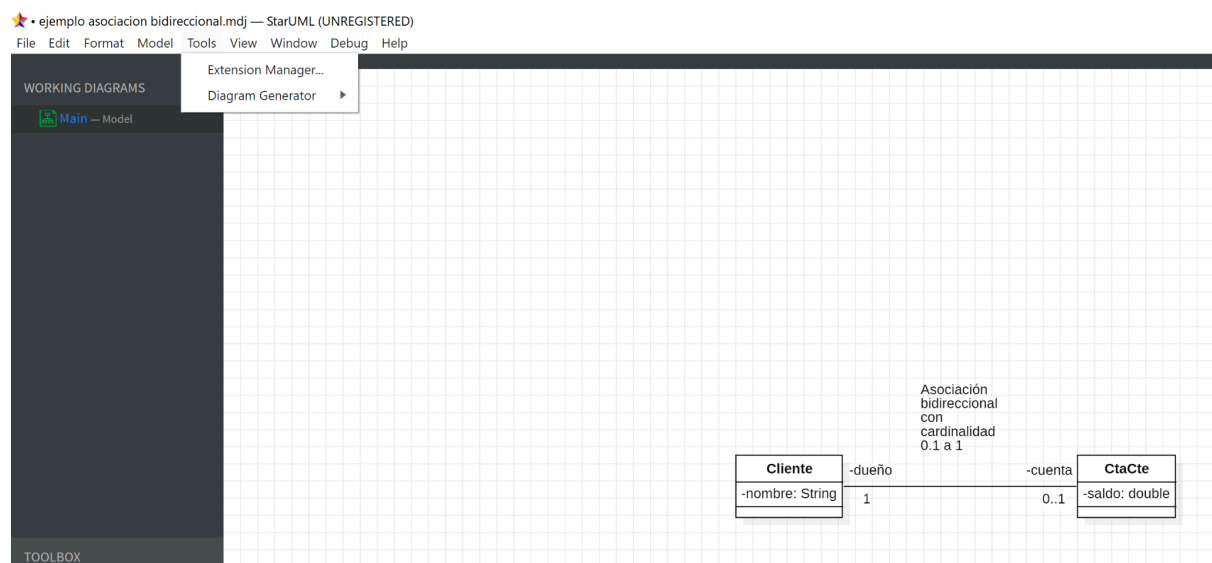 • ejemplo asociacion bidireccional.mdj — StarUML (UNREGISTERED)
File Edit Format Model Tools View Window Debug Help
Extension Manager...
WORKING DIAGRAMS
Diagram Generator
Main — Model
Asociación
bidireccional
con
cardinalidad
0.1 a 1
Cliente
-dueño
-cuenta
CtaCte
-nombre: String
1
0..1
-saldo: double
TOOLBOX